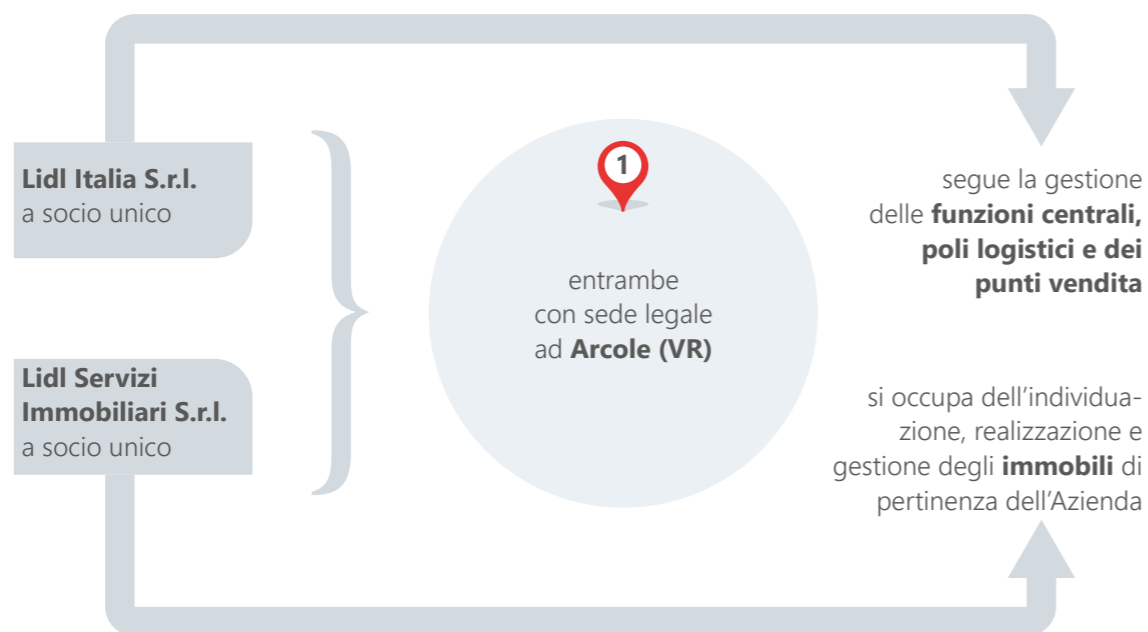 Lidl Italia S.r.l.
a socio unico
Lidl Servizi
Immobiliari S.r.l.
a socio unico
1
entrambe
con sede legale
ad Arcole (VR)
segue la gestione
delle funzioni centrali,
poli logistici e dei
punti vendita
si occupa dell’individua-
zione, realizzazione e
gestione degli immobili di
pertinenza dell’Azienda